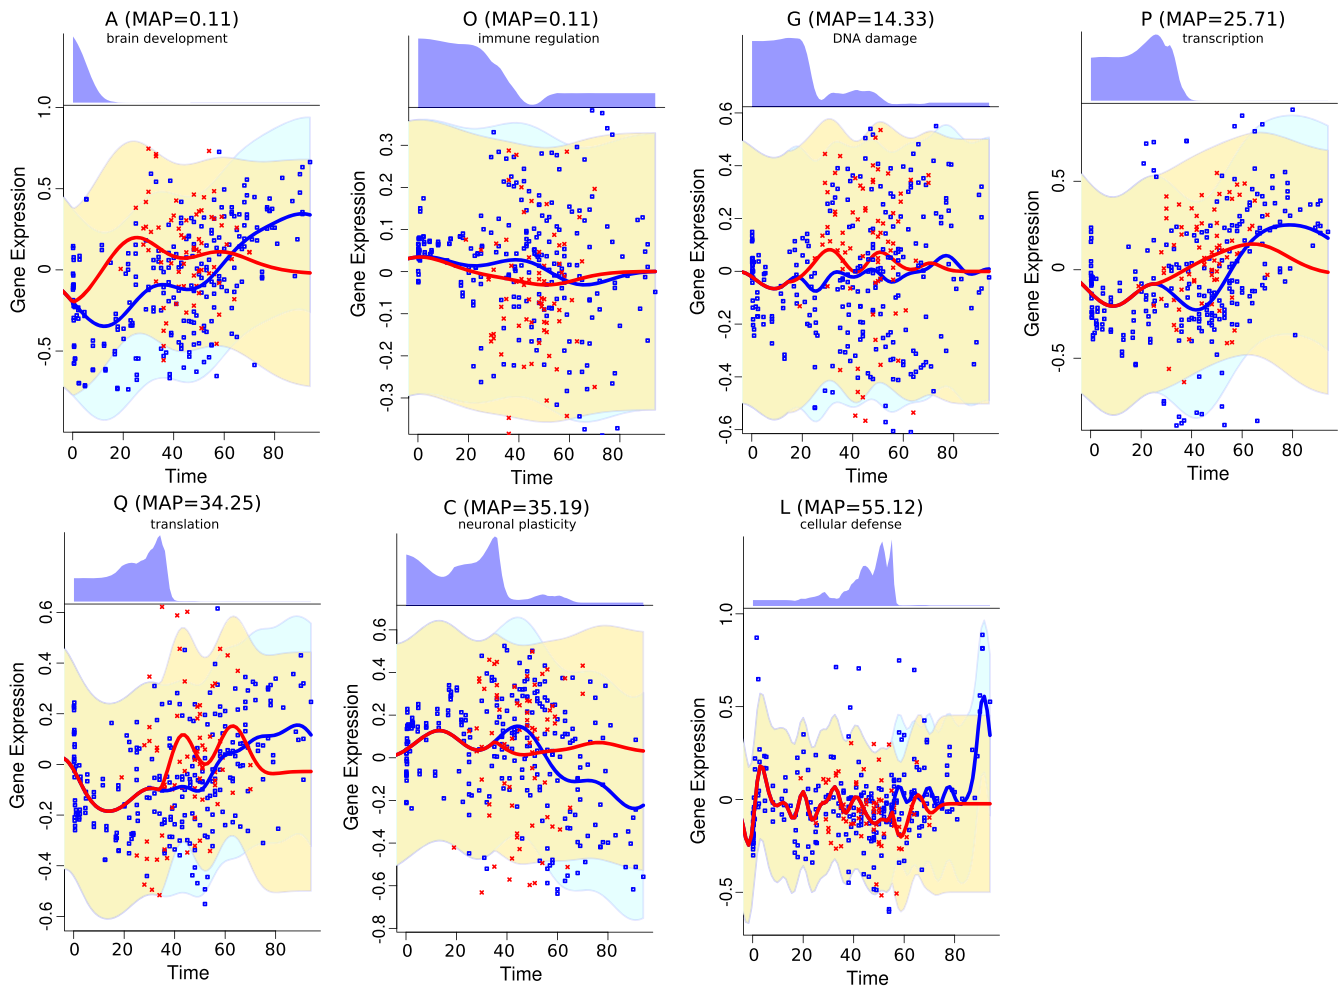 A (MAP=0.11)
brain development
O (MAP=0.11)
immune regulation
G (MAP=14.33)
DNA damage
P (MAP=25.71)
transcription
Gene Expression
1.0
0.5
0
-0.5
0 20 40 60 80
Time
Gene Expression
0.3
0.2
0.1
0
-0.1
-0.2
-0.3
0 20 40 60 80
Time
Gene Expression
0.6
0.4
0.2
0
-0.2
-0.4
-0.6
0 20 40 60 80
Time
Gene Expression
0.5
0
-0.5
0 20 40 60 80
Time
Q (MAP=34.25)
translation
C (MAP=35.19)
neuronal plasticity
L (MAP=55.12)
cellular defense
Gene Expression
0.6
0.4
0.2
0
-0.2
-0.4
-0.6
0 20 40 60 80
Time
Gene Expression
0.6
0.4
0.2
0
-0.2
-0.4
-0.6
-0.8
0 20 40 60 80
Time
Gene Expression
1.0
0.5
0
-0.5
0 20 40 60 80
Time